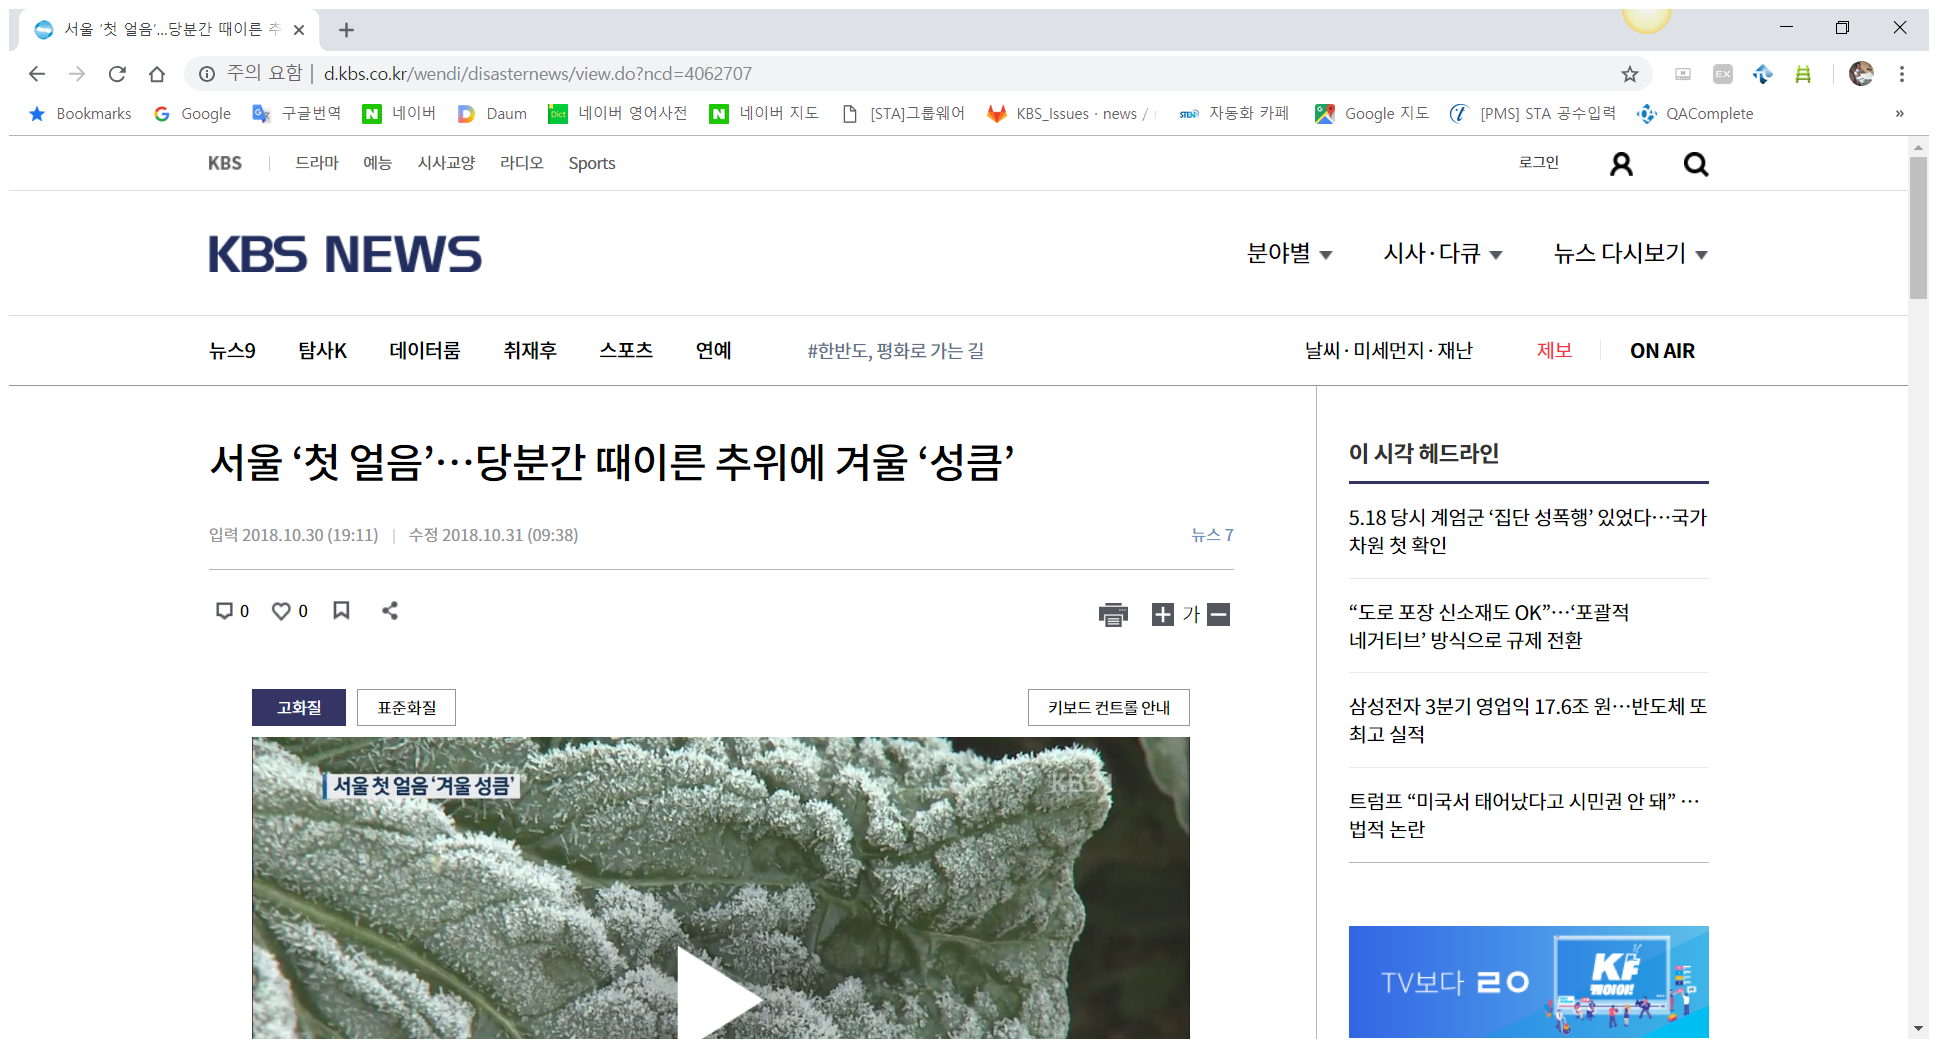 서울 ‘첫 얼음’…당분간 때이른 추
주의 요함 | d.kbs.co.kr/wendi/disasternews/view.do?ncd=4062707
Bookmarks Google 구글번역 네이버 Daum 네이버 영어사전 네이버 지도 [STA]그룹웨어 KBS_Issues · news / 자동화 카페 Google 지도 [PMS] STA 공수입력 QAComplete »
KBS 드라마 예능 시사교양 라디오 Sports 로그인
KBS NEWS 분야별 시사·다큐 뉴스 다시보기
뉴스9 탐사K 데이터룸 취재후 스포츠 연예 #한반도, 평화로 가는 길 날씨·미세먼지·재난 제보 ON AIR
서울 ‘첫 얼음’…당분간 때이른 추위에 겨울 ‘성큼’
입력 2018.10.30 (19:11) | 수정 2018.10.31 (09:38) 뉴스 7
0 0 가
고화질 표준화질 키보드 컨트롤 안내
서울 첫 얼음 ‘겨울 성큼’ KBS1
이 시각 헤드라인
5.18 당시 계엄군 ‘집단 성폭행’ 있었다…국가
차원 첫 확인
“도로 포장 신소재도 OK”…‘포괄적
네거티브’ 방식으로 규제 전환
삼성전자 3분기 영업익 17.6조 원…반도체 또
최고 실적
트럼프 “미국서 태어났다고 시민권 안 돼” …
법적 논란
TV보다 ㄹㅇ
케이야!